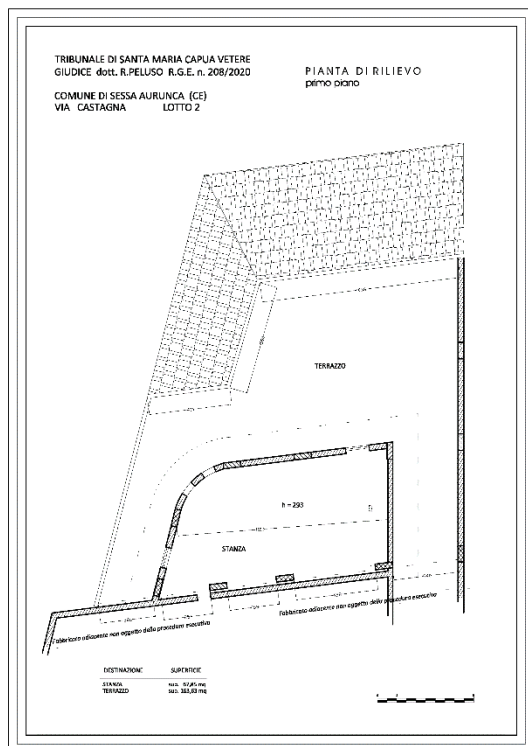 TRIBUNALE DI SANTA MARIA CAPUA VETERE
GIUDICE dott. R.PELUSO R.G.E. n. 208/2020
COMUNE DI SESSA AURUNCA (CE)
VIA CASTAGNA LOTTO 2
PIANTA DI RILIEVO
primo piano
TERRAZZO
h = 293
STANZA
Fabbricato adiacente non oggetto della procedura esecutiva
Fabbricato adiacente non oggetto della procedura esecutiva
DESTINAZIONE SUPERFICIE
STANZA sup.
TERRAZZO sup.